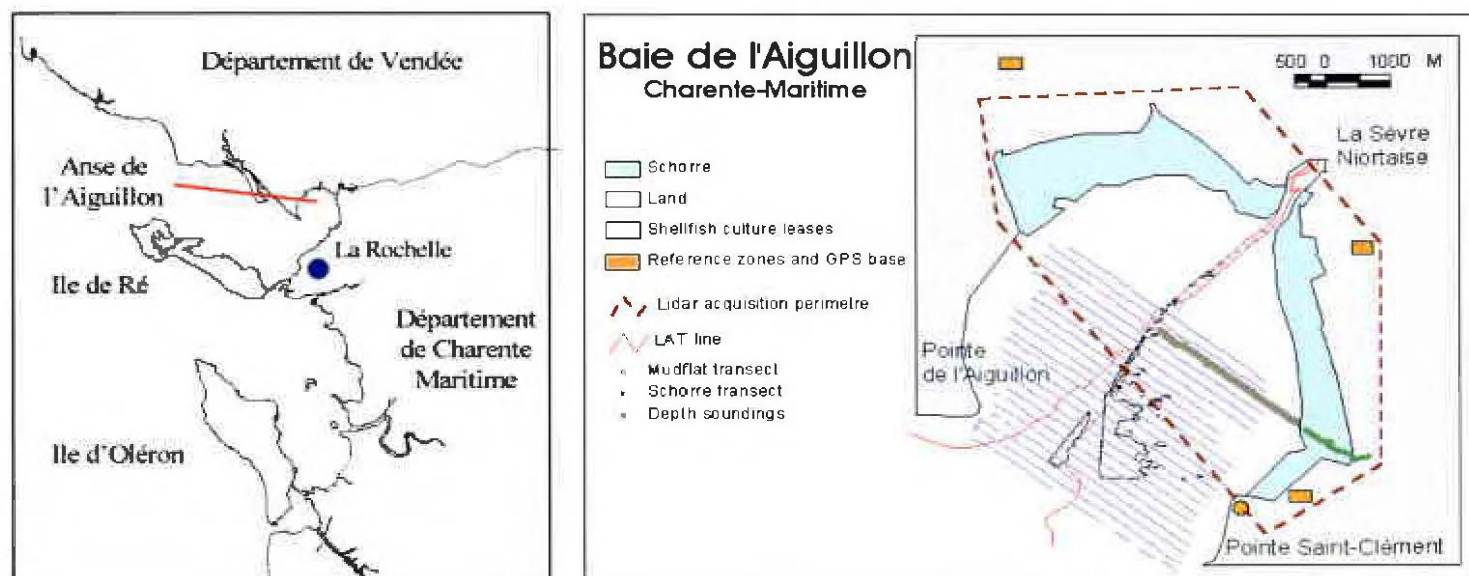 Département de Vendée
Anse de
l'Aiguillon
La Rochelle
Ile de Ré
Département
de Charente
Maritime
Ile d'Oléron
Baie de l'Aiguillon
Charente-Maritime
Schorre
Land
Shellfish culture leases
Reference zones and GPS base
Lidar acquisition perimetre
LAT line
Mudflat transect
Schorre transect
Depth soundings
500 0 1000 M
La Sèvre
Niortaise
Pointe
de l'Aiguillon
Pointe Saint-Clément